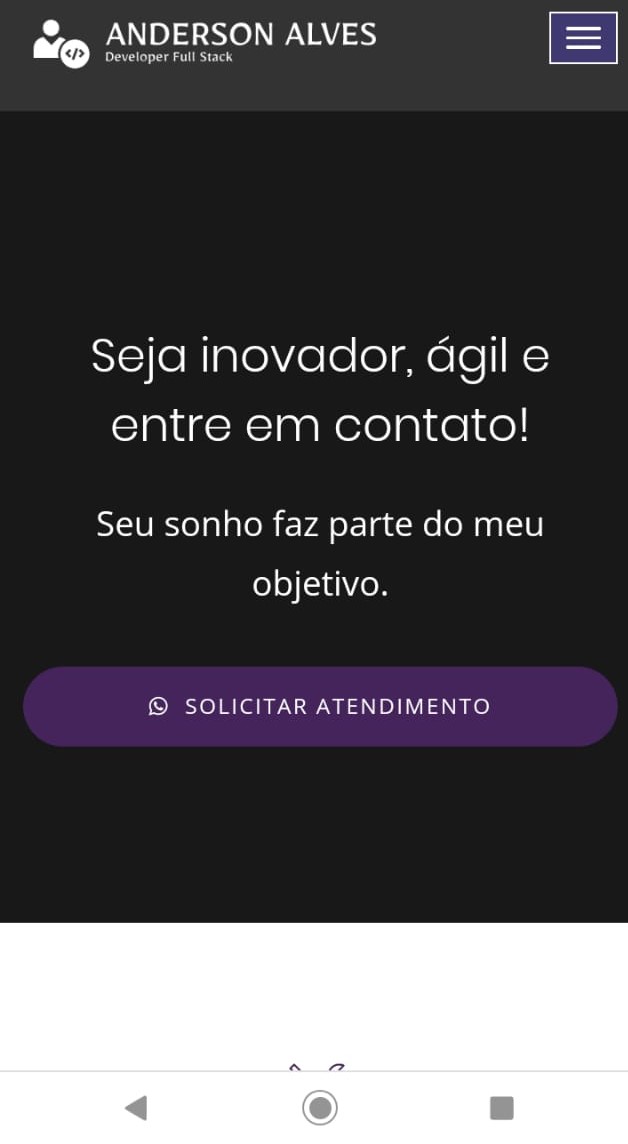 ANDERSON ALVES
Developer Full Stack
Seja inovador, ágil e
entre em contato!
Seu sonho faz parte do meu
objetivo.
SOLICITAR ATENDIMENTO